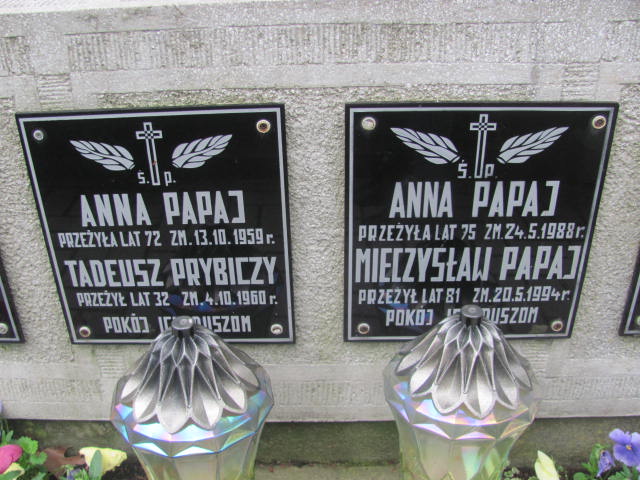 Ś. P.
ANNA PAPAJ
PRZEŻYŁA LAT 72 ZM. 13.10.1959 r.
TADEUSZ PRYBICZY
PRZEŻYŁ LAT 32 ZM. 4.10.1960 r.
POKÓJ DUSZOM
Ś. P.
ANNA PAPAJ
PRZEŻYŁA LAT 75 ZM. 24.5.1988 r.
MIECZYSŁAW PAPAJ
PRZEŻYŁ LAT 81 ZM. 20.5.1994 r.
POKÓJ DUSZOM